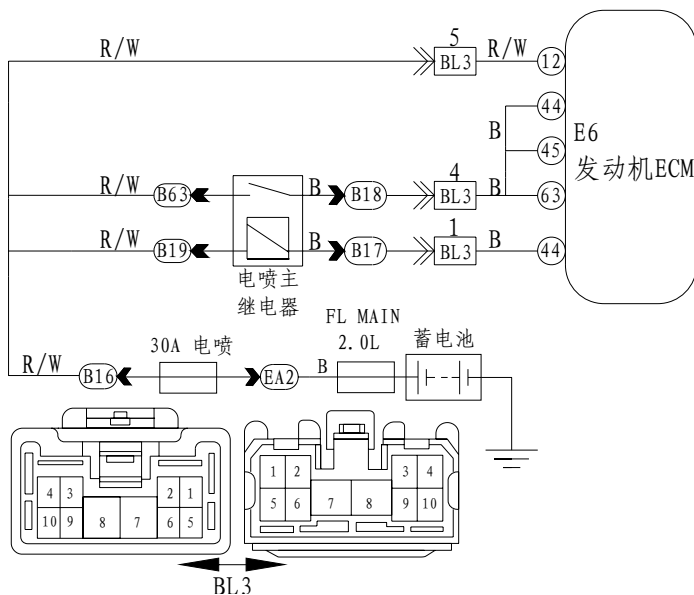 R/W 5 R/W
BL3 12
44
B E6
45 发动机ECM
R/W B 4 B
B63 B18 BL3 63
R/W B 1 B
B19 B17 BL3 44
电喷主
继电器
FL MAIN
30A 电喷 2.0L 蓄电池
R/W B
B16 EA2
1 2 3 4
4 3 2 1
5 6 7 8 9 10
10 9 8 7 6 5
BL3